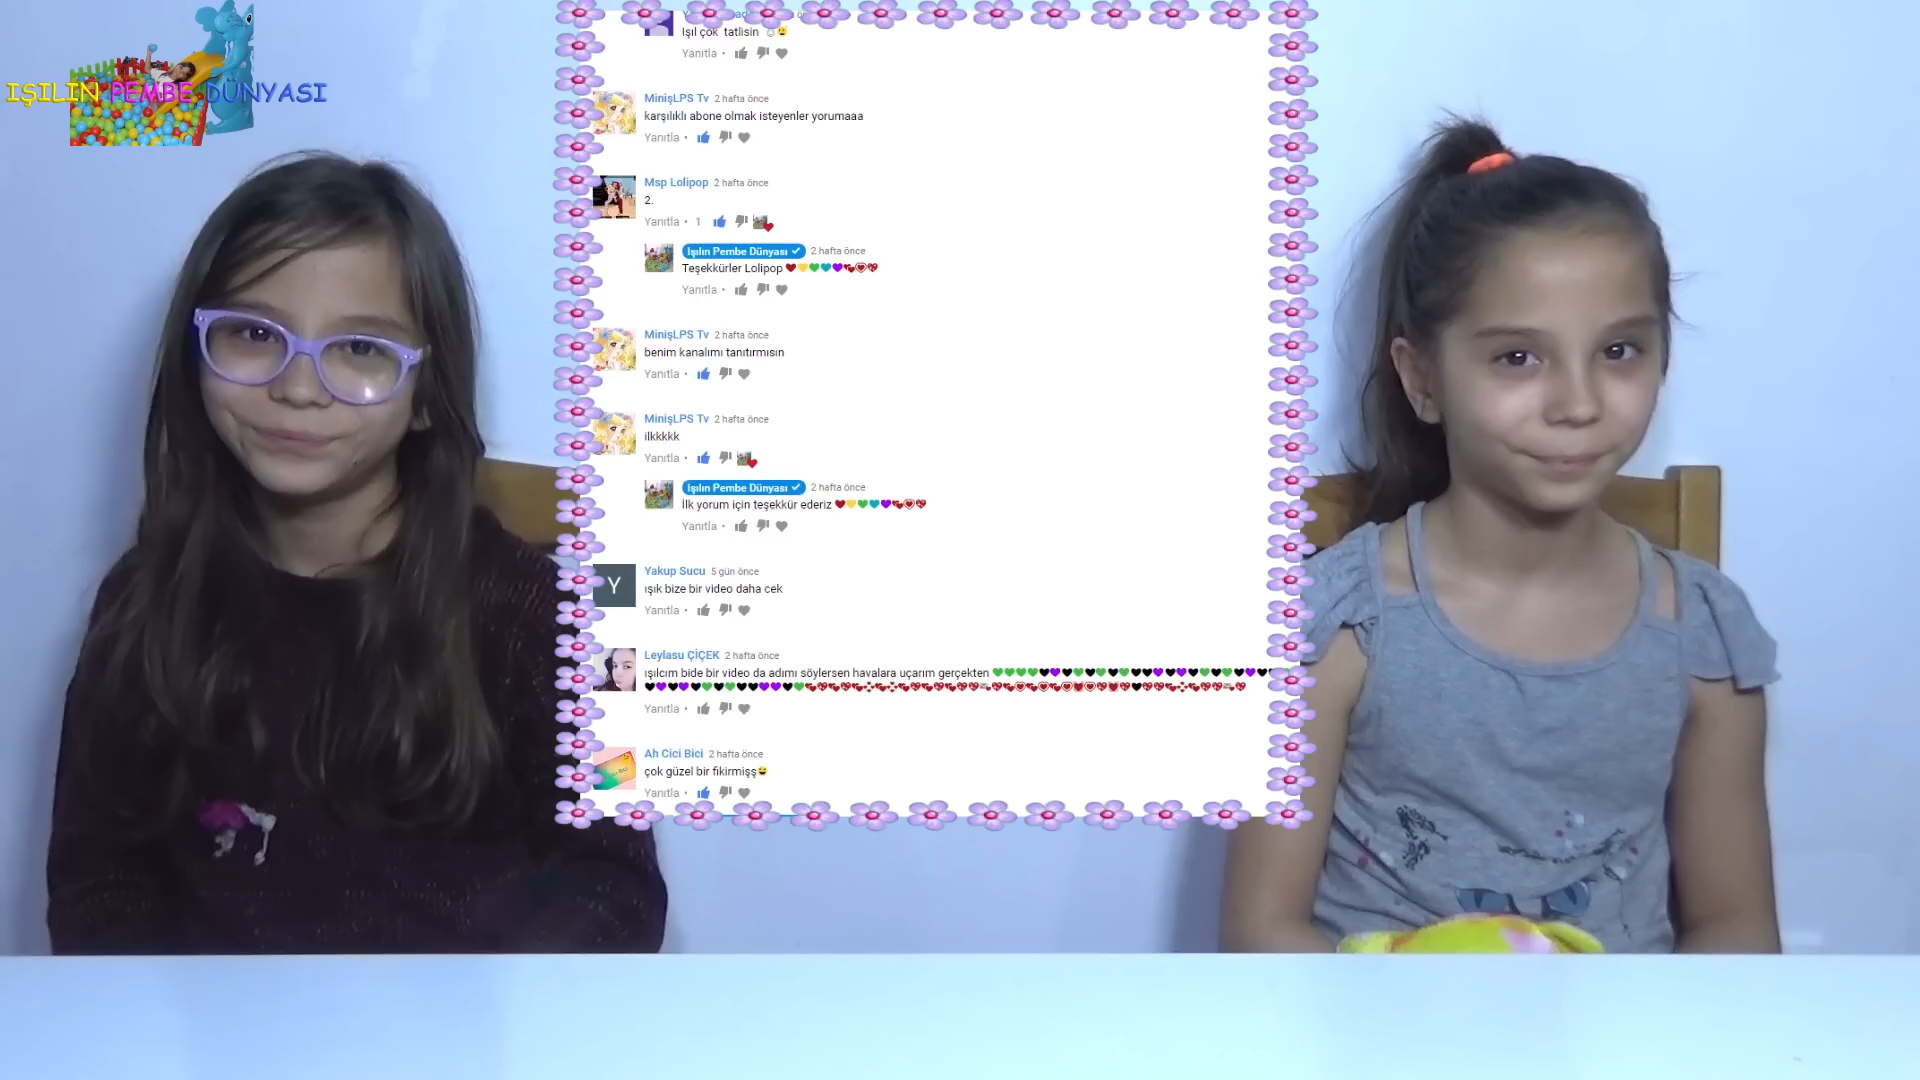 IŞILIN PEMBE DÜNYASI
Işıl çok tatlisin
Yanıtla •
MinişLPS Tv 2 hafta önce
karşılıklı abone olmak isteyenler yorumaaa
Yanıtla •
Msp Lolipop 2 hafta önce
2.
Yanıtla • 1
Işılın Pembe Dünyası ✓ 2 hafta önce
Teşekkürler Lolipop
Yanıtla •
MinişLPS Tv 2 hafta önce
benim kanalımı tanıtırmısın
Yanıtla •
MinişLPS Tv 2 hafta önce
ilkkkkk
Yanıtla •
Işılın Pembe Dünyası ✓ 2 hafta önce
İlk yorum için teşekkür ederiz
Yanıtla •
Y
Yakup Sucu 5 gün önce
ışık bize bir video daha cek
Yanıtla •
Leylasu ÇİÇEK 2 hafta önce
ışılcım bide bir video da adımı söylersen havalara uçarım gerçekten
Yanıtla •
Ah Cici Bici 2 hafta önce
çok güzel bir fikirmişş
Yanıtla •